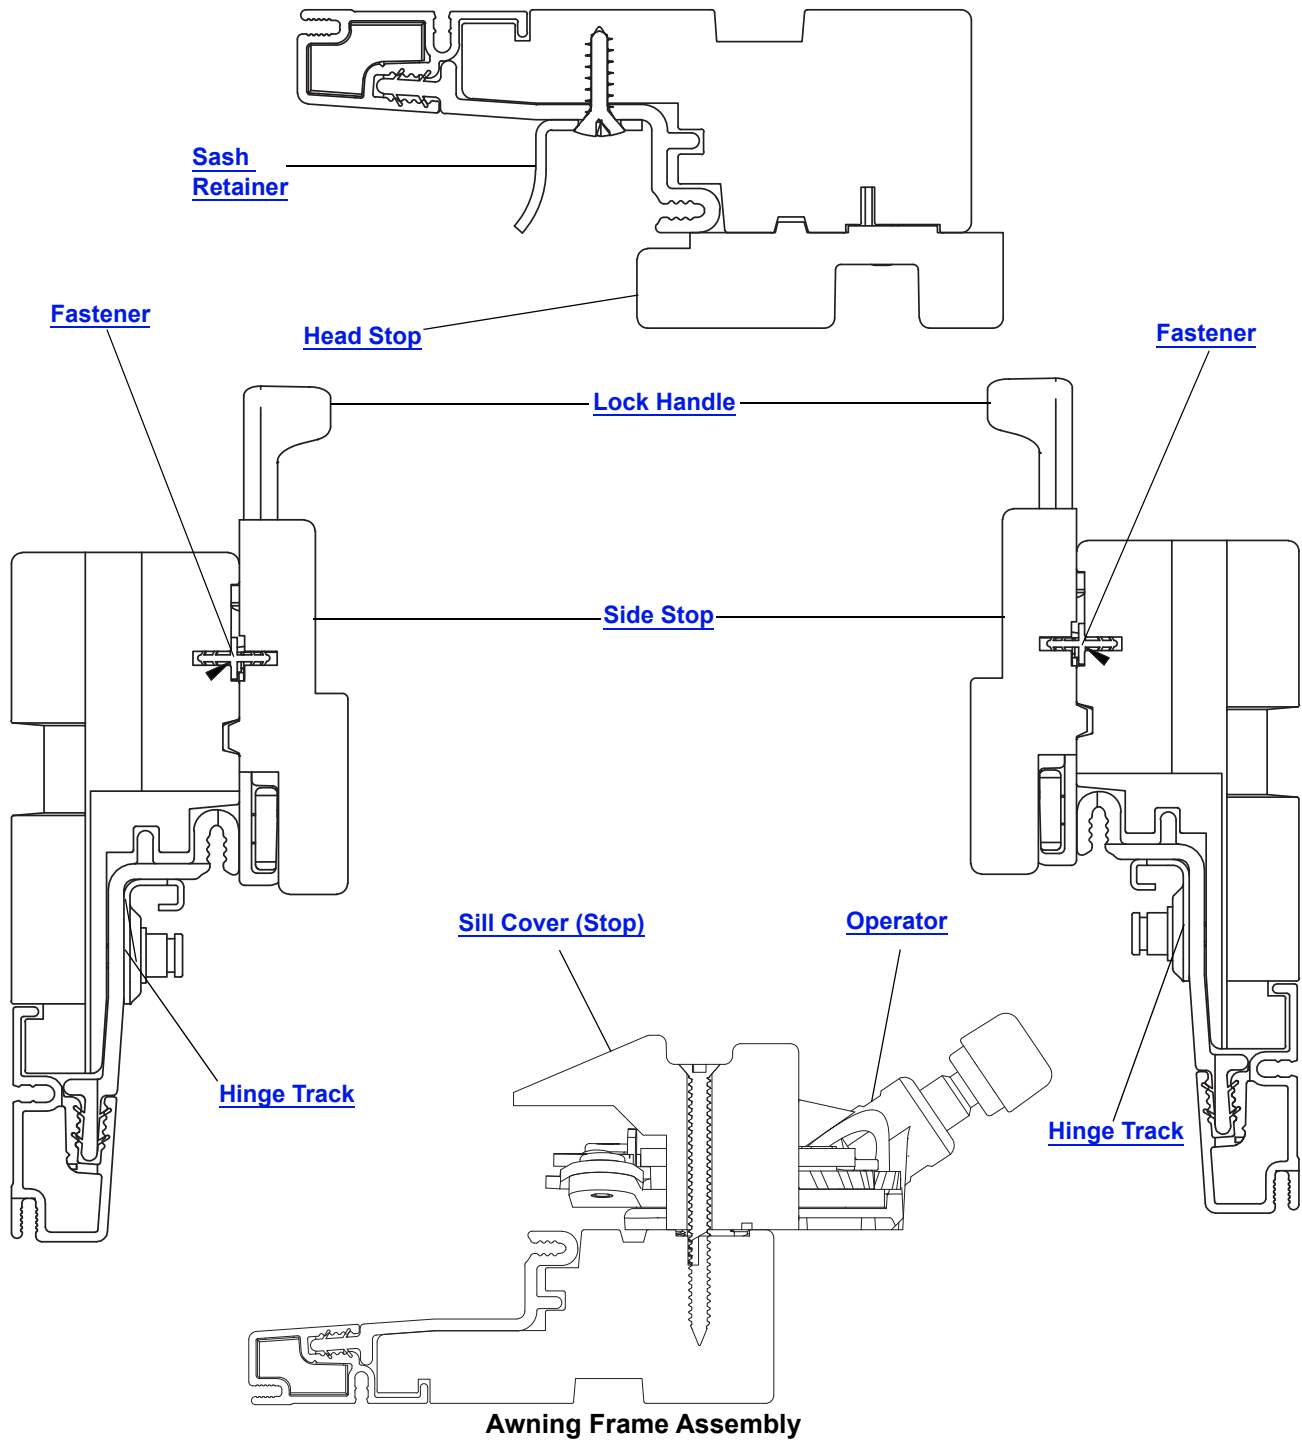 Sash
Retainer
Fastener
Head Stop
Fastener
Lock Handle
Side Stop
Sill Cover (Stop)
Operator
Hinge Track
Hinge Track
Awning Frame Assembly